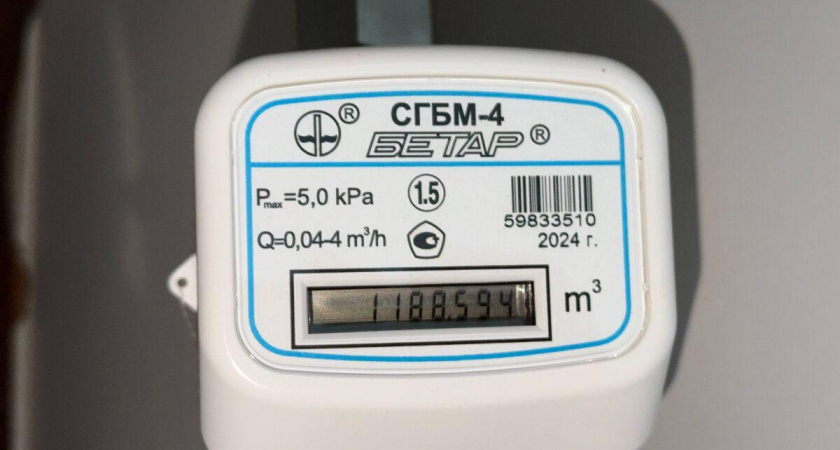 ® СГБМ-4
БЕТАР ®
Pmax=5,0 kPa 1.5
59833510
Q=0,04-4 m³/h 2024 г.
1188.594 m³